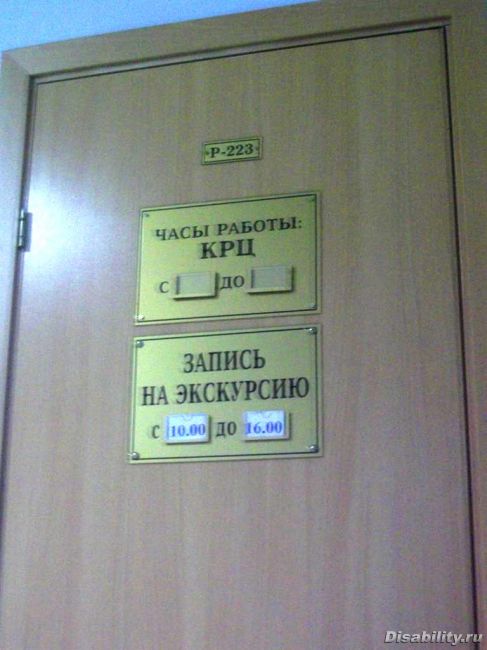 Р-223
ЧАСЫ РАБОТЫ:
КРЦ
С ДО
ЗАПИСЬ
НА ЭКСКУРСИЮ
С 10.00 ДО 16.00
Disability.ru